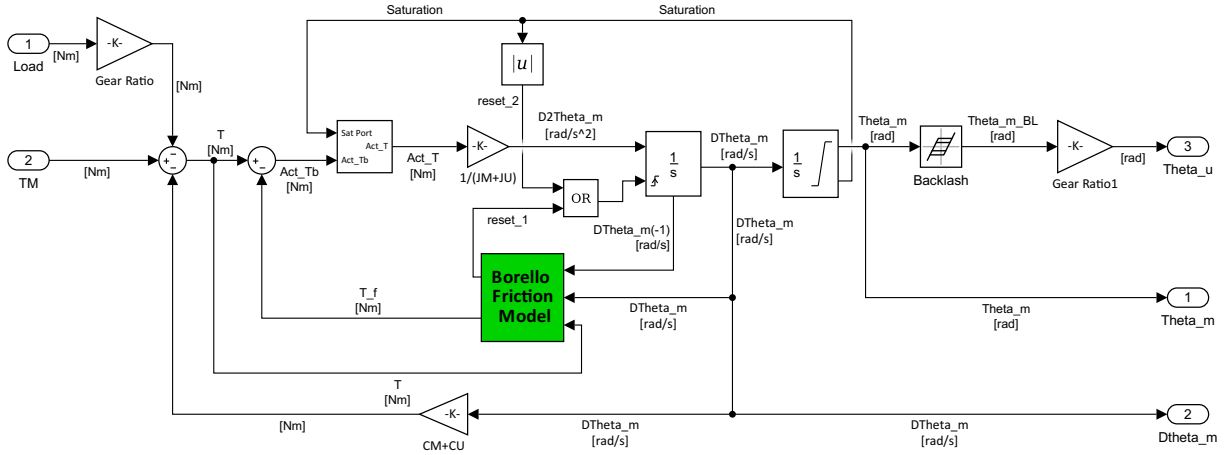 Saturation
Saturation
1
Load
[Nm]
-K-
Gear Ratio
[Nm]
|u|
reset_2
2
TM
[Nm]
T
[Nm]
Act_Tb
[Nm]
Sat Port
Act_T
Act_Tb
Act_T
[Nm]
-K-
1/(JM+JU)
D2Theta_m
[rad/s^2]
OR
reset_1
1
s
DTheta_m
[rad/s]
1
s
Theta_m
[rad]
Backlash
Theta_m_BL
[rad]
-K-
Gear Ratio1
[rad]
3
Theta_u
DTheta_m(-1)
[rad/s]
DTheta_m
[rad/s]
Borello
Friction
Model
T_f
[Nm]
DTheta_m
[rad/s]
Theta_m
[rad]
1
Theta_m
T
[Nm]
[Nm]
-K-
CM+CU
DTheta_m
[rad/s]
DTheta_m
[rad/s]
2
Dtheta_m